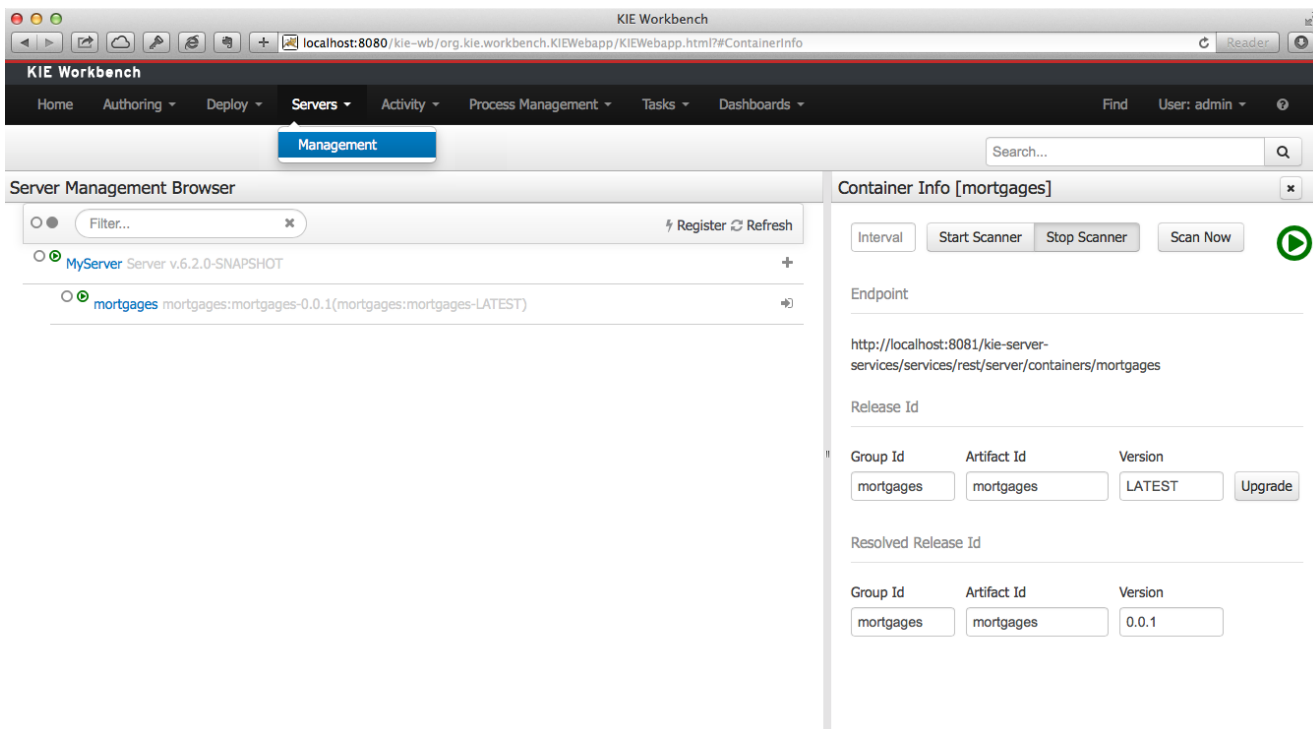 KIE Workbench
localhost:8080/kie-wb/org.kie.workbench.KIEWebapp/KIEWebapp.html?#ContainerInfo Reader
KIE Workbench
Home Authoring Deploy Servers Activity Process Management Tasks Dashboards Find User: admin
Management
Search...
Server Management Browser
Filter...
Register Refresh
MyServer Server v.6.2.0-SNAPSHOT
mortgages mortgages:mortgages-0.0.1(mortgages:mortgages-LATEST)
Container Info [mortgages]
Interval Start Scanner Stop Scanner Scan Now
Endpoint
http://localhost:8081/kie-server-
services/services/rest/server/containers/mortgages
Release Id
Group Id Artifact Id Version
mortgages mortgages LATEST Upgrade
Resolved Release Id
Group Id Artifact Id Version
mortgages mortgages 0.0.1